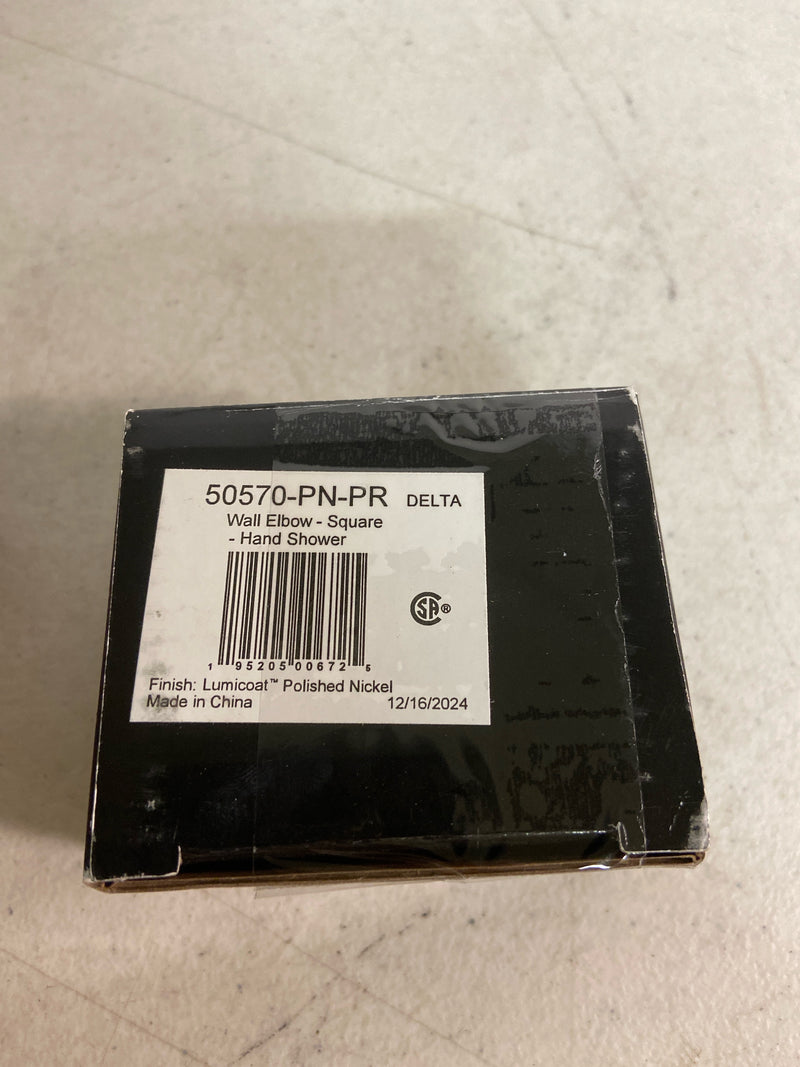 50570-PN-PR DELTA
Wall Elbow - Square
- Hand Shower
SA®
1 95205 00672 5
Finish: Lumicoat™ Polished Nickel
Made in China 12/16/2024